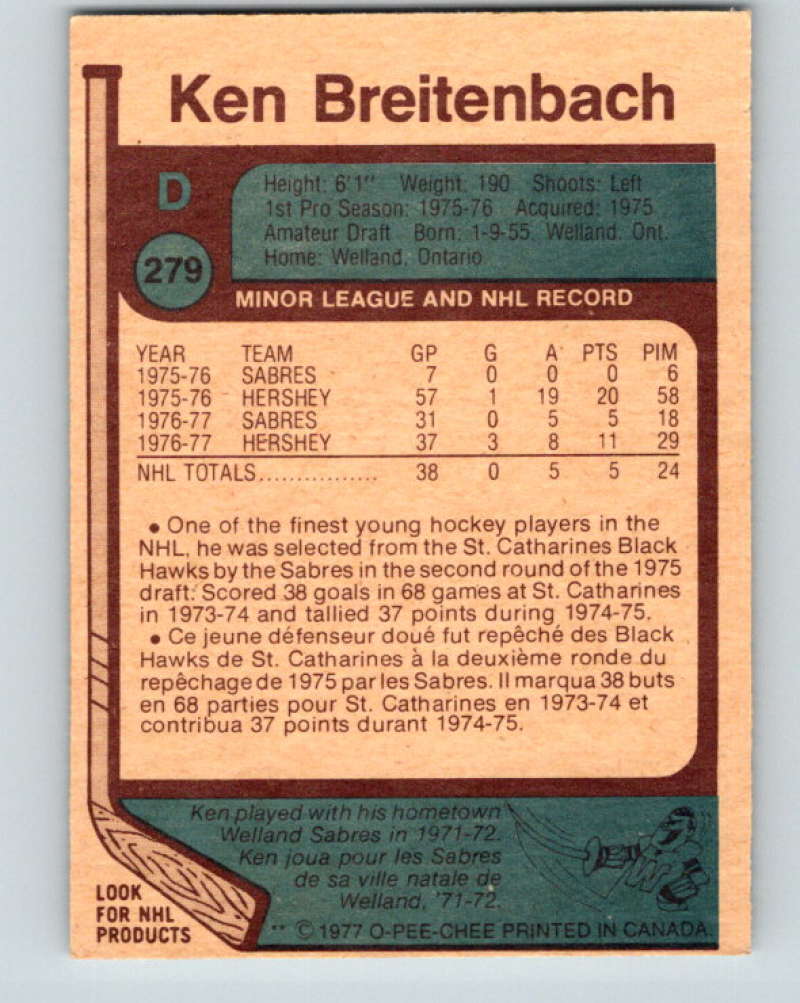 Ken Breitenbach
D
Height: 6'1" Weight: 190 Shoots: Left
1st Pro Season: 1975-76 Acquired: 1975
Amateur Draft Born: 1-9-55, Welland, Ont.
Home: Welland, Ontario
279
MINOR LEAGUE AND NHL RECORD
YEAR TEAM GP G A PTS PIM
1975-76 SABRES 7 0 0 0 6
1975-76 HERSHEY 57 1 19 20 58
1976-77 SABRES 31 0 5 5 18
1976-77 HERSHEY 37 3 8 11 29
NHL TOTALS................ 38 0 5 5 24
• One of the finest young hockey players in the
NHL, he was selected from the St. Catharines Black
Hawks by the Sabres in the second round of the 1975
draft. Scored 38 goals in 68 games at St. Catharines
in 1973-74 and tallied 37 points during 1974-75.
• Ce jeune défenseur doué fut repêché des Black
Hawks de St. Catharines à la deuxième ronde du
repêchage de 1975 par les Sabres. Il marqua 38 buts
en 68 parties pour St. Catharines en 1973-74 et
contribua 37 points durant 1974-75.
Ken played with his hometown
Welland Sabres in 1971-72.
Ken joua pour les Sabres
de sa ville natale de
Welland, '71-72.
LOOK
FOR NHL
PRODUCTS
** © 1977 O-PEE-CHEE PRINTED IN CANADA.